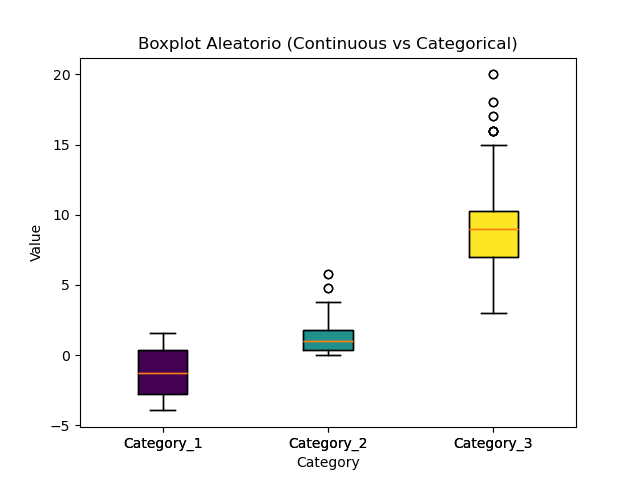 Boxplot Aleatorio (Continuous vs Categorical)
20
15
10
5
0
−5
Value
Category_1
Category_2
Category_3
Category